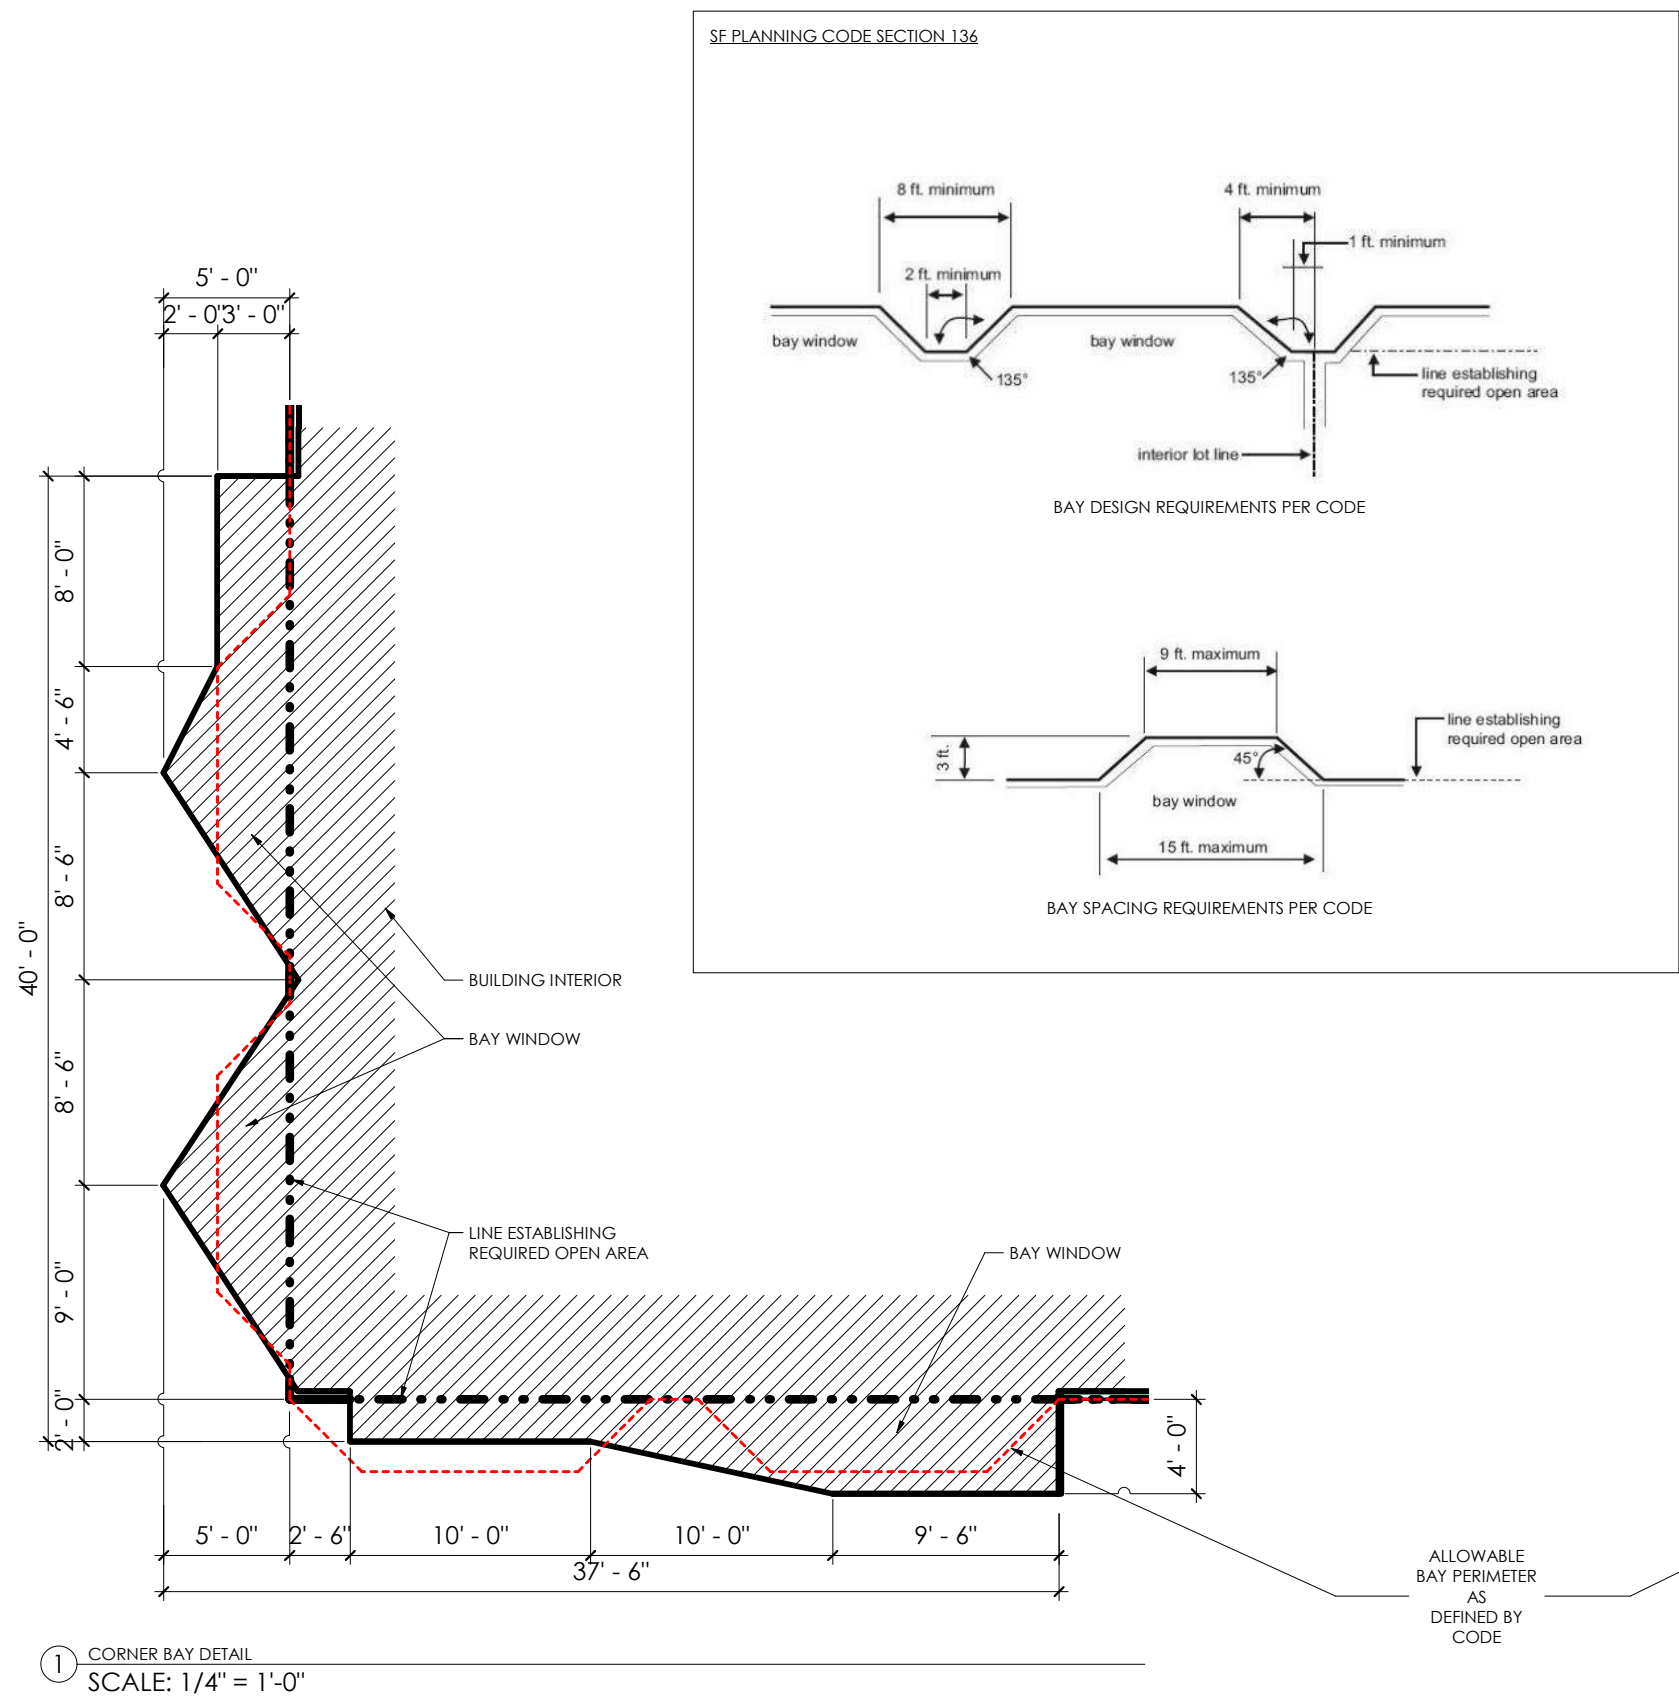 SF PLANNING CODE SECTION 136
8 ft. minimum
4 ft. minimum
1 ft. minimum
2 ft. minimum
bay window
bay window
135°
135°
line establishing
required open area
interior lot line
BAY DESIGN REQUIREMENTS PER CODE
9 ft. maximum
3 ft.
45°
line establishing
required open area
bay window
15 ft. maximum
BAY SPACING REQUIREMENTS PER CODE
5' - 0"
2' - 0"
3' - 0"
8' - 0"
4' - 6"
8' - 6"
40' - 0"
8' - 6"
9' - 0"
2' - 0"
BUILDING INTERIOR
BAY WINDOW
LINE ESTABLISHING
REQUIRED OPEN AREA
BAY WINDOW
4' - 0"
5' - 0"
2' - 6"
10' - 0"
10' - 0"
9' - 6"
37' - 6"
ALLOWABLE
BAY PERIMETER
AS
DEFINED BY
CODE
1
CORNER BAY DETAIL
SCALE: 1/4" = 1'-0"